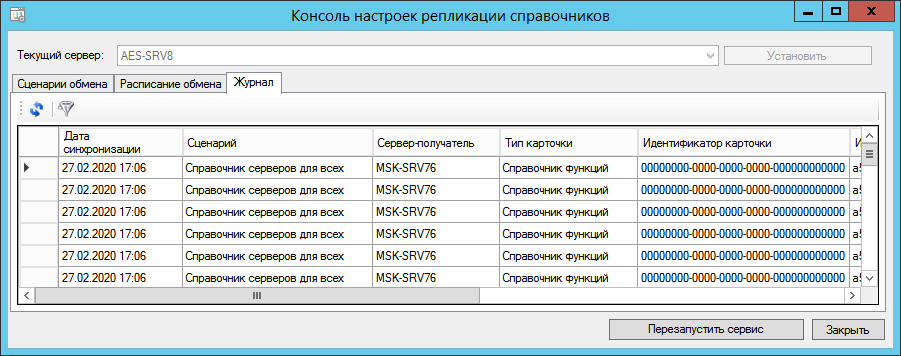 Консоль настроек репликации справочников
Текущий сервер: AES-SRV8 Установить
Сценарии обмена Расписание обмена Журнал
Дата синхронизации Сценарий Сервер-получатель Тип карточки Идентификатор карточки И
27.02.2020 17:06 Справочник серверов для всех MSK-SRV76 Справочник функций 00000000-0000-0000-0000-000000000000 a5
27.02.2020 17:06 Справочник серверов для всех MSK-SRV76 Справочник функций 00000000-0000-0000-0000-000000000000 a5
27.02.2020 17:06 Справочник серверов для всех MSK-SRV76 Справочник функций 00000000-0000-0000-0000-000000000000 a5
27.02.2020 17:06 Справочник серверов для всех MSK-SRV76 Справочник функций 00000000-0000-0000-0000-000000000000 a5
27.02.2020 17:06 Справочник серверов для всех MSK-SRV76 Справочник функций 00000000-0000-0000-0000-000000000000 a5
27.02.2020 17:06 Справочник серверов для всех MSK-SRV76 Справочник функций 00000000-0000-0000-0000-000000000000 a5
Перезапустить сервис Закрыть